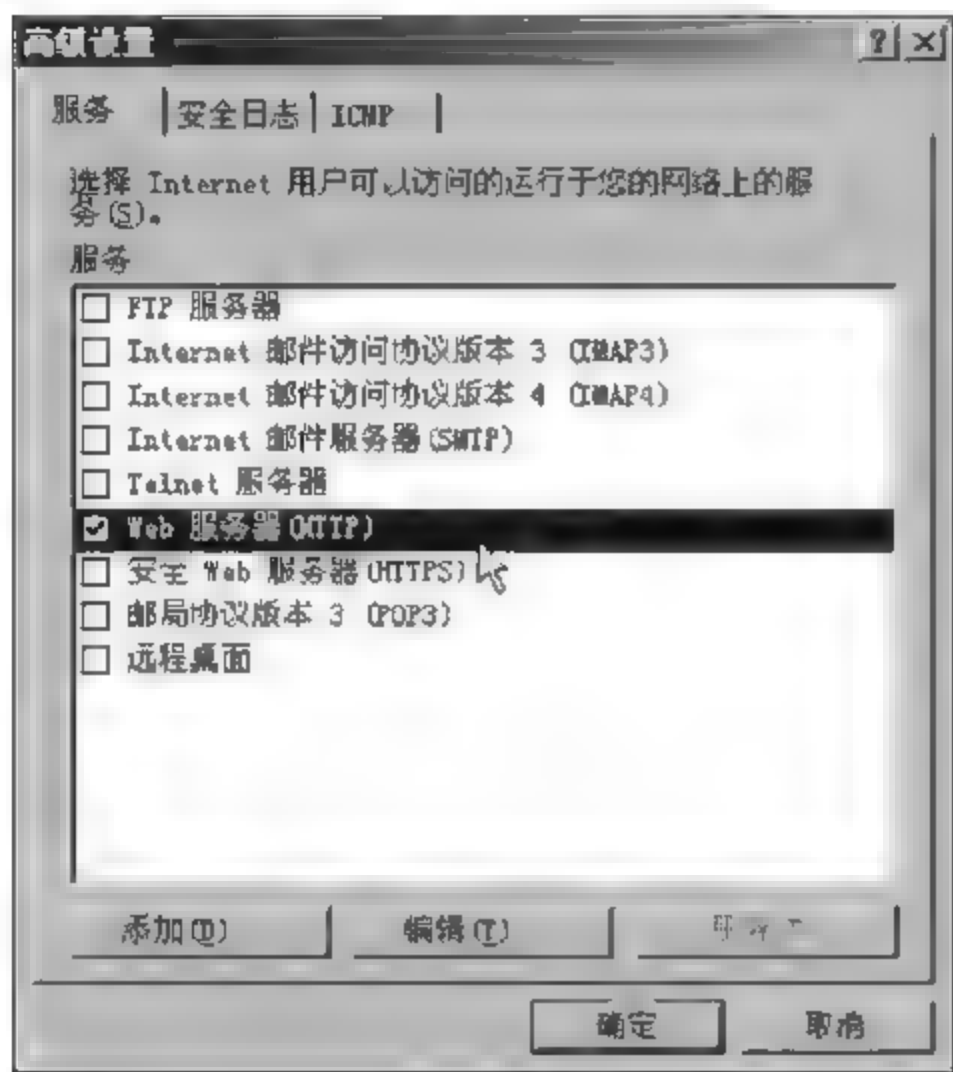 高级设置
服务 安全日志 ICMP
选择 Internet 用户可以访问的运行于您的网络上的服
务(S)。
服务
FTP 服务器
Internet 邮件访问协议版本 3 (IMAP3)
Internet 邮件访问协议版本 4 (IMAP4)
Internet 邮件服务器(SMTP)
Telnet 服务器
Web 服务器(HTTP)
安全 Web 服务器(HTTPS)
邮局协议版本 3 (POP3)
远程桌面
添加(D) 编辑(T)
确定 取消